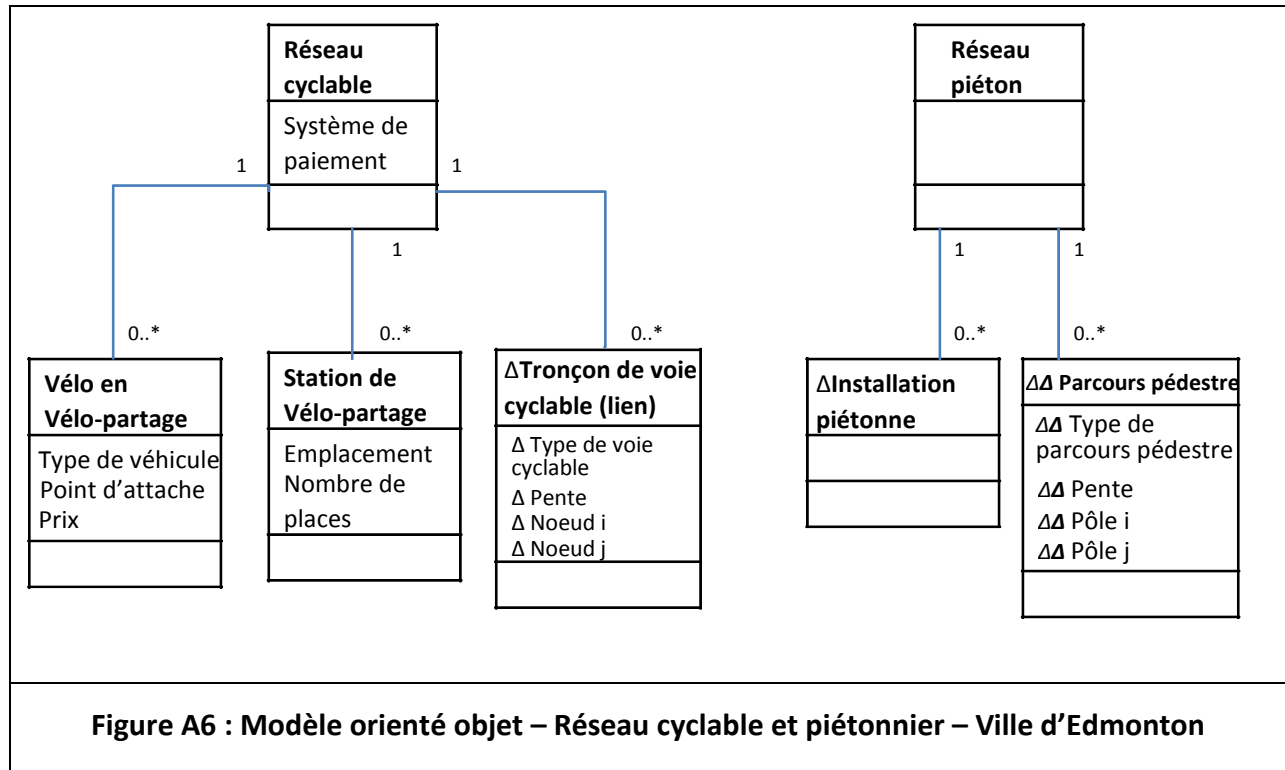 Réseau
cyclable
Système de
paiement
1
1
1
0..*
0..*
0..*
Vélo en
Vélo-partage
Type de véhicule
Point d’attache
Prix
Station de
Vélo-partage
Emplacement
Nombre de
places
ΔTronçon de voie
cyclable (lien)
Δ Type de voie
cyclable
Δ Pente
Δ Noeud i
Δ Noeud j
Réseau
piéton
1
1
0..*
0..*
ΔInstallation
piétonne
ΔΔ Parcours pédestre
ΔΔ Type de
parcours pédestre
ΔΔ Pente
ΔΔ Pôle i
ΔΔ Pôle j
Figure A6 : Modèle orienté objet – Réseau cyclable et piétonnier – Ville d’Edmonton